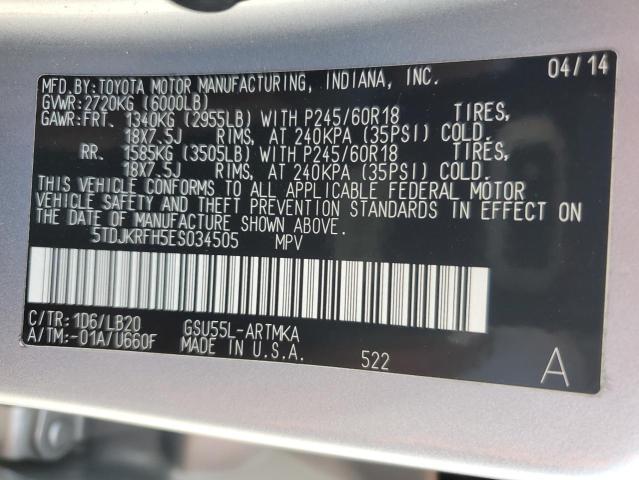 MFD.BY:TOYOTA MOTOR MANUFACTURING, INDIANA, INC. 04/14
GVWR:2720KG (6000LB)
GAWR:FRT. 1340KG (2955LB) WITH P245/60R18 TIRES,
18X7.5J RIMS, AT 240KPA (35PSI) COLD.
RR. 1585KG (3505LB) WITH P245/60R18 TIRES,
18X7.5J RIMS, AT 240KPA (35PSI) COLD.
THIS VEHICLE CONFORMS TO ALL APPLICABLE FEDERAL MOTOR
VEHICLE SAFETY AND THEFT PREVENTION STANDARDS IN EFFECT ON
THE DATE OF MANUFACTURE SHOWN ABOVE.
5TDJKRFH5ES034505 MPV
C/TR:1D6/LB20 GSU55L-ARTMKA
A/TM:-01A/U660F MADE IN U.S.A. 522 A